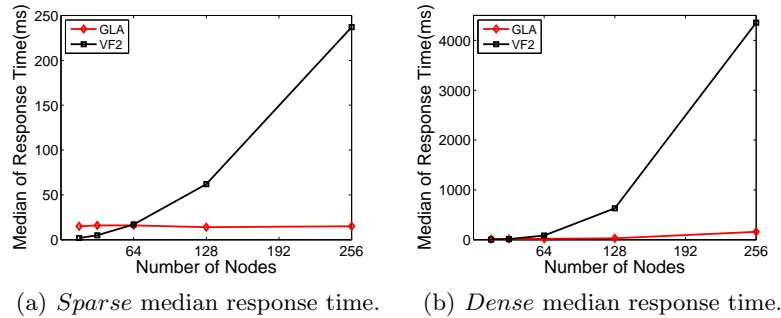 Median of Response Time(ms)
250
200
150
100
50
0
GLA
VF2
64
128
192
256
Number of Nodes
(a) Sparse median response time.
Median of Response Time(ms)
4000
3000
2000
1000
0
GLA
VF2
64
128
192
256
Number of Nodes
(b) Dense median response time.